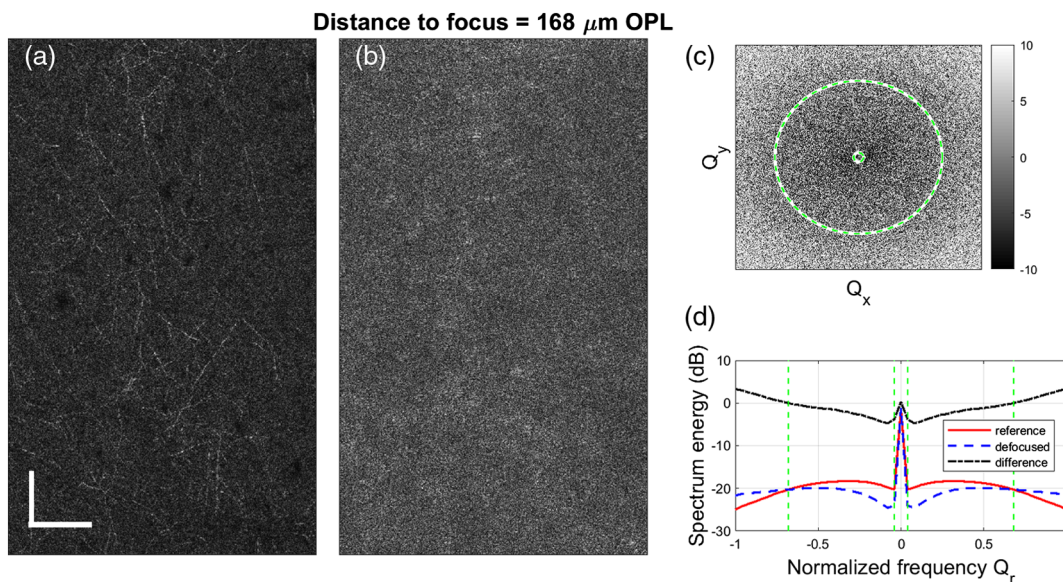 Distance to focus = 168 μm OPL
(a)
(b)
(c)
10
5
0
-5
-10
Q_y
Q_x
(d)
Spectrum energy (dB)
0
-10
-20
-30
reference
defocused
difference
-1
-0.5
0
0.5
1
Normalized frequency Q_r